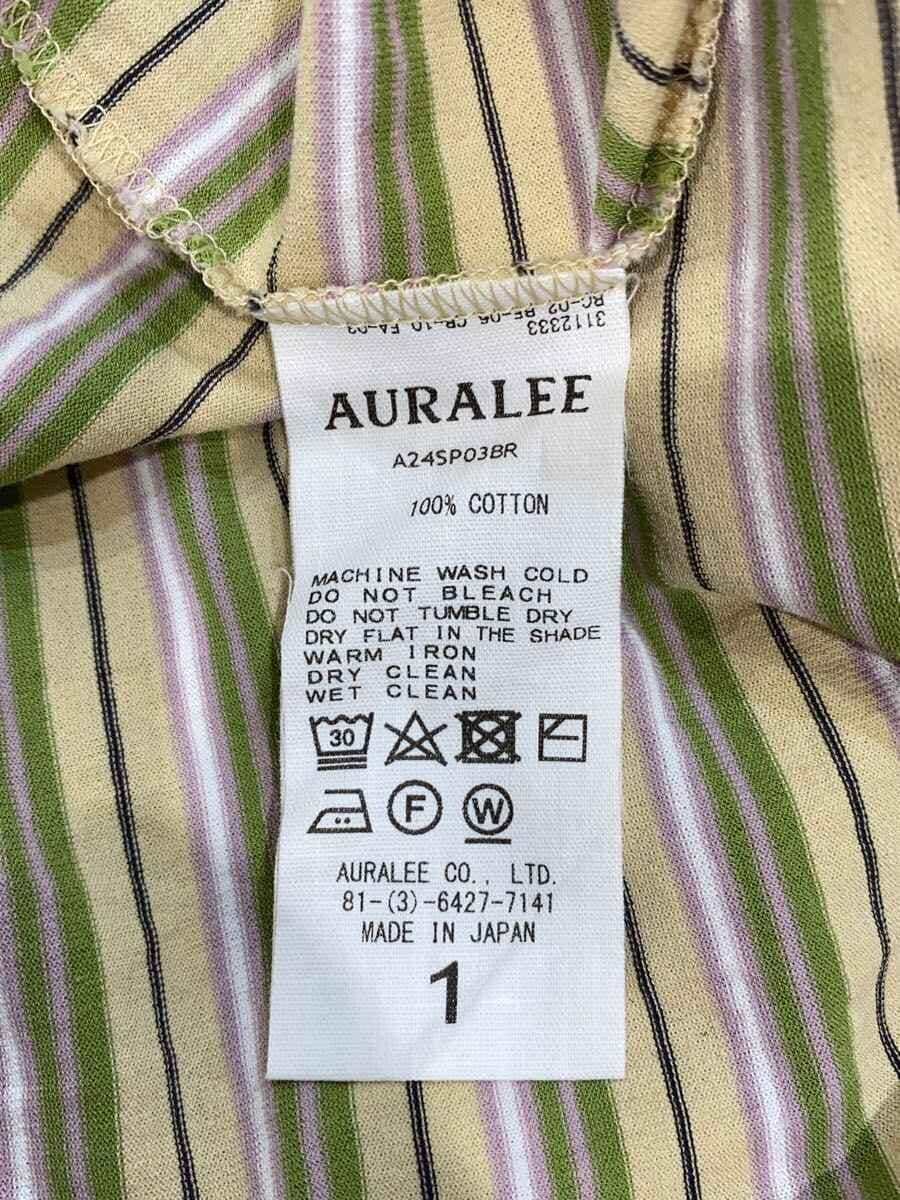 3112333
RC-02 BE-06 CR-10 FA-03
AURALEE
A24SP03BR
100% COTTON
MACHINE WASH COLD
DO NOT BLEACH
DO NOT TUMBLE DRY
DRY FLAT IN THE SHADE
WARM IRON
DRY CLEAN
WET CLEAN
30
F
W
AURALEE CO., LTD.
81-(3)-6427-7141
MADE IN JAPAN
1